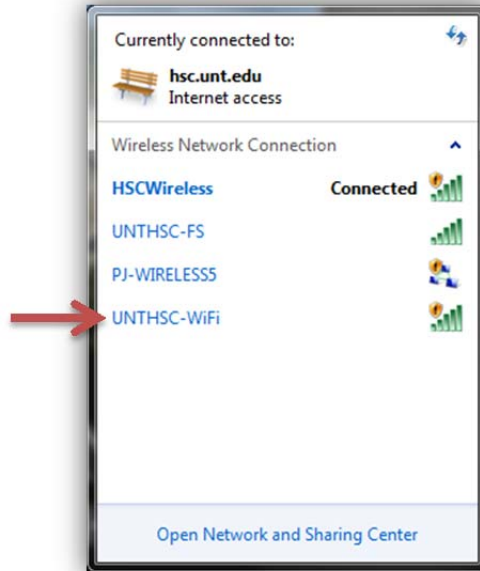 Currently connected to:
hsc.unt.edu
Internet access
Wireless Network Connection
HSCWireless Connected
UNTHSC-FS
PJ-WIRELESS5
UNTHSC-WiFi
Open Network and Sharing Center